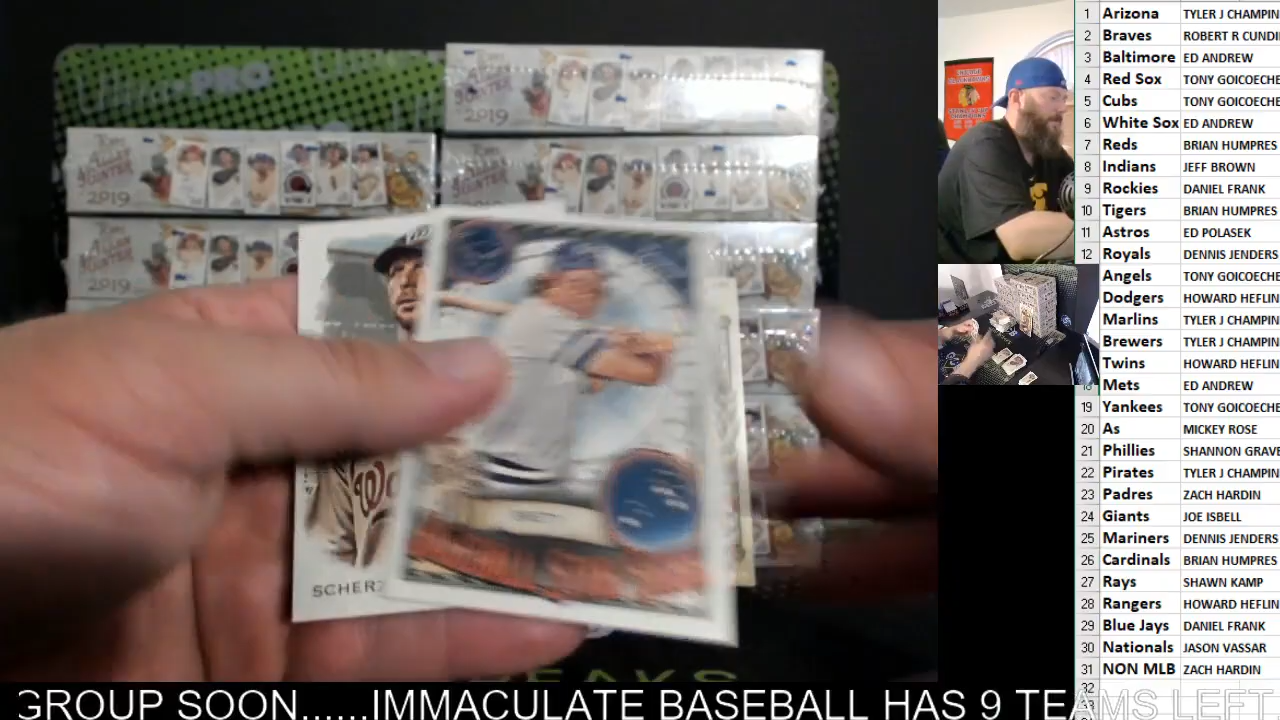 2019
2019
2019
2019
SCHERZ
1 Arizona TYLER J CHAMPIN
2 Braves ROBERT R CUNDI
3 Baltimore ED ANDREW
4 Red Sox TONY GOICOECHE
5 Cubs TONY GOICOECHE
6 White Sox ED ANDREW
7 Reds BRIAN HUMPRES
8 Indians JEFF BROWN
9 Rockies DANIEL FRANK
10 Tigers BRIAN HUMPRES
11 Astros ED POLASEK
12 Royals DENNIS JENDERS
Angels TONY GOICOECHE
Dodgers HOWARD HEFLIN
Marlins TYLER J CHAMPIN
Brewers TYLER J CHAMPIN
Twins HOWARD HEFLIN
Mets ED ANDREW
19 Yankees TONY GOICOECHE
20 As MICKEY ROSE
21 Phillies SHANNON GRAVE
22 Pirates TYLER J CHAMPIN
23 Padres ZACH HARDIN
24 Giants JOE ISBELL
25 Mariners DENNIS JENDERS
26 Cardinals BRIAN HUMPRES
27 Rays SHAWN KAMP
28 Rangers HOWARD HEFLIN
29 Blue Jays DANIEL FRANK
30 Nationals JASON VASSAR
31 NON MLB ZACH HARDIN
32
GROUP SOON......IMMACULATE BASEBALL HAS 9 TEAMS LEFT